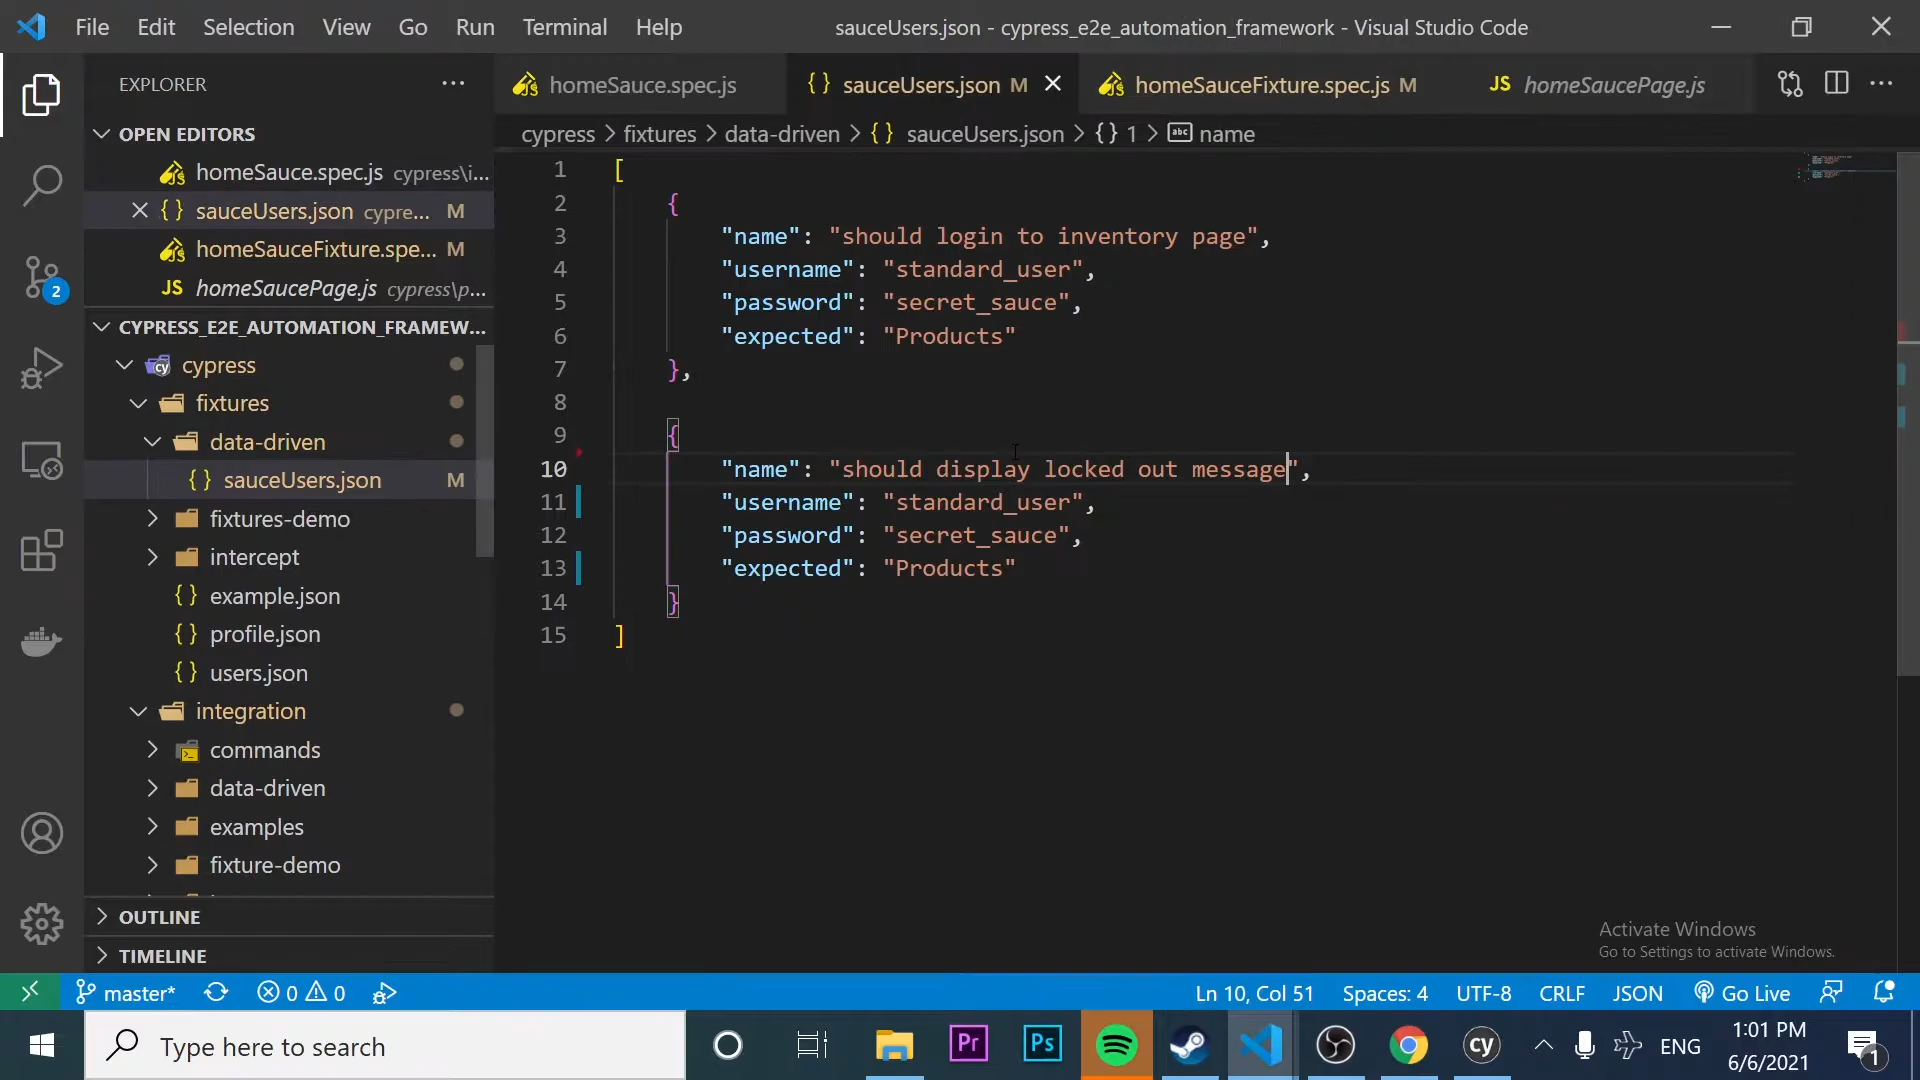 File Edit Selection View Go Run Terminal Help sauceUsers.json - cypress_e2e_automation_framework - Visual Studio Code
EXPLORER
homeSauce.spec.js
{} sauceUsers.json M
homeSauceFixture.spec.js M
JS homeSaucePage.js
OPEN EDITORS
cypress > fixtures > data-driven > {} sauceUsers.json > {} 1 > abc name
homeSauce.spec.js cypress\i...
{} sauceUsers.json cypre... M
homeSauceFixture.spe... M
JS homeSaucePage.js cypress\p...
CYPRESS_E2E_AUTOMATION_FRAMEW...
cypress
fixtures
data-driven
{} sauceUsers.json M
fixtures-demo
intercept
{} example.json
{} profile.json
{} users.json
integration
commands
data-driven
examples
fixture-demo
OUTLINE
TIMELINE
2
1 [
2 {
3 "name": "should login to inventory page",
4 "username": "standard_user",
5 "password": "secret_sauce",
6 "expected": "Products"
7 },
8
9 {
10 "name": "should display locked out message",
11 "username": "standard_user",
12 "password": "secret_sauce",
13 "expected": "Products"
14 }
15 ]
Activate Windows
Go to Settings to activate Windows.
master* 0 0 Ln 10, Col 51 Spaces: 4 UTF-8 CRLF JSON Go Live
Type here to search
Pr
Ps
cy
ENG
1:01 PM
6/6/2021
1